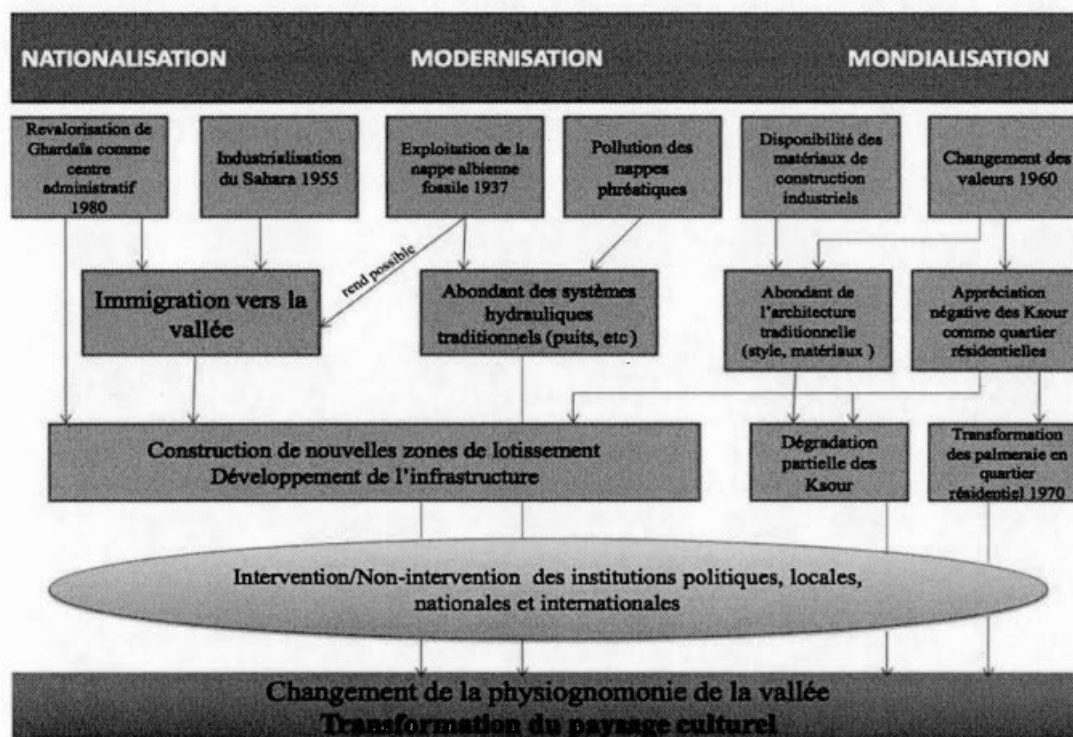 NATIONALISATION MODERNISATION MONDIALISATION
Revalorisation de
Ghardaïa comme
centre
administratif
1980
Industrialisation
du Sahara 1955
Exploitation de la
nappe albienne
fossile 1937
Pollution des
nappes
phréatiques
Disponibilité des
matériaux de
construction
industriels
Changement des
valeurs 1960
rend possible
Immigration vers la
vallée
Abondant des systèmes
hydrauliques
traditionnels (puits, etc)
Abondant de
l'architecture
traditionnelle
(style, matériaux )
Appréciation
négative des Ksour
comme quartier
résidentielles
Construction de nouvelles zones de lotissement
Développement de l'infrastructure
Dégradation
partielle des
Ksour
Transformation
des palmeraie en
quartier
résidentiel 1970
Intervention/Non-intervention des institutions politiques, locales,
nationales et internationales
Changement de la physiognomonie de la vallée
Transformation du paysage culturel